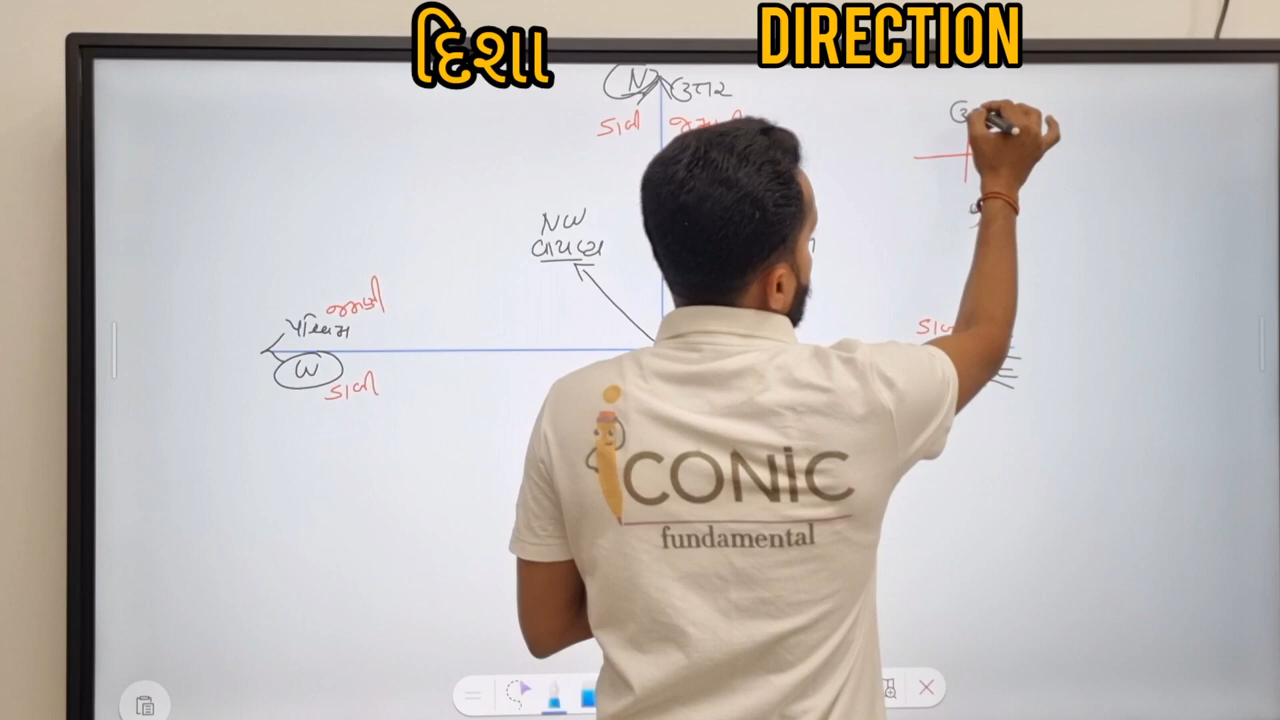 દિશા
DIRECTION
N ઉત્તર
ડાબી જમણી
NW
વાયવ્ય
જમણી
પશ્ચિમ
W
ડાબી
iCONiC
fundamental